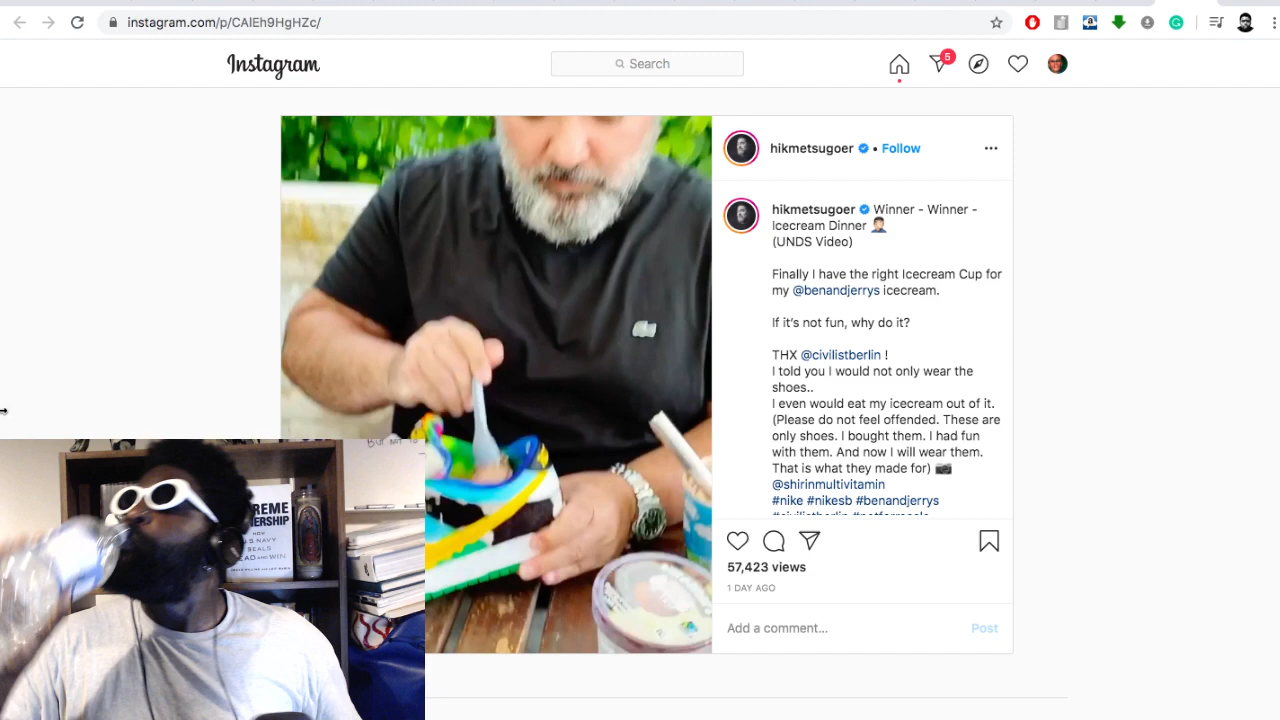 instagram.com/p/CAlEh9HgHZc/
Instagram
Search
5
hikmetsugoer • Follow
hikmetsugoer Winner - Winner -
Icecream Dinner
(UNDS Video)
Finally I have the right Icecream Cup for
my @benandjerrys icecream.
If it's not fun, why do it?
THX @civilistberlin !
I told you I would not only wear the
shoes..
I even would eat my icecream out of it.
(Please do not feel offended. These are
only shoes. I bought them. I had fun
with them. And now I will wear them.
That is what they made for)
@shirinmultivitamin
#nike #nikesb #benandjerrys
57,423 views
1 DAY AGO
Add a comment... Post